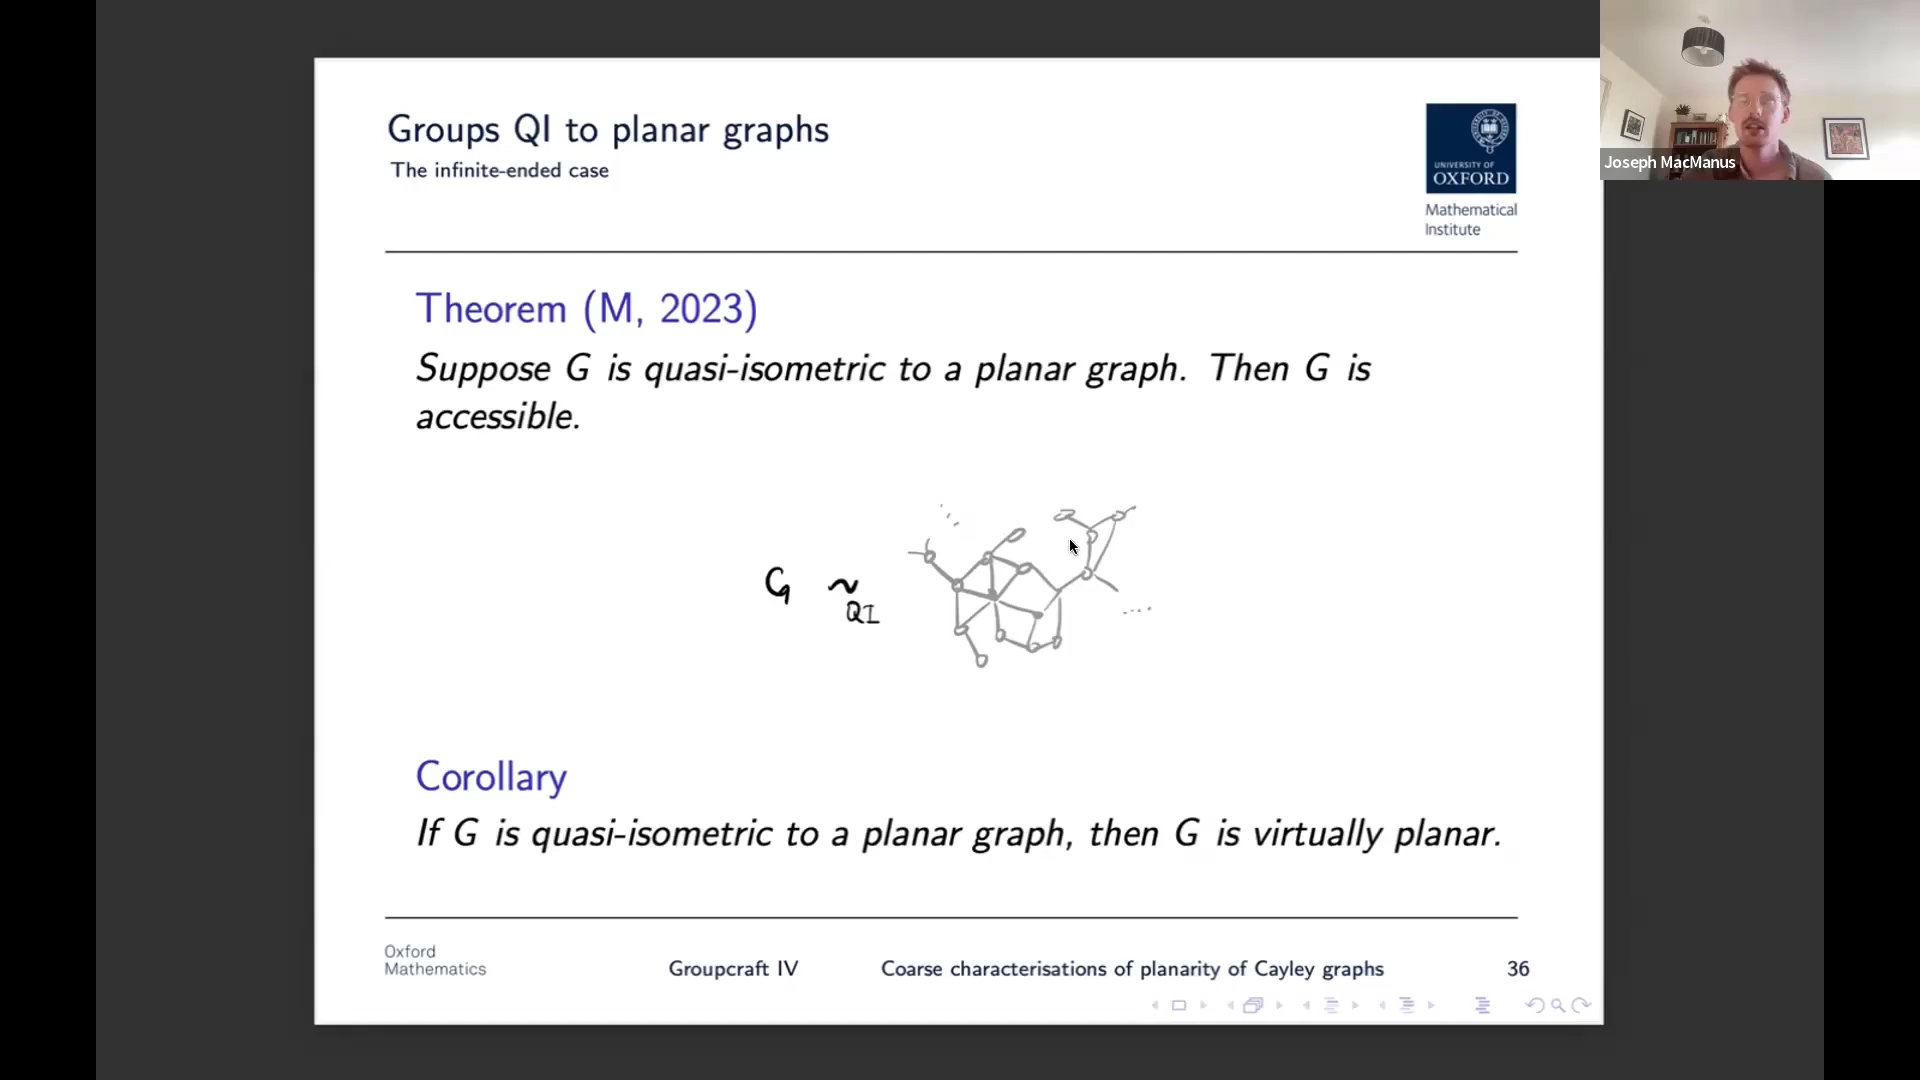 Groups QI to planar graphs
The infinite-ended case
UNIVERSITY OF
OXFORD
Mathematical
Institute
Joseph MacManus
Theorem (M, 2023)
Suppose G is quasi-isometric to a planar graph. Then G is
accessible.
G ~
QI
Corollary
If G is quasi-isometric to a planar graph, then G is virtually planar.
Oxford
Mathematics
Groupcraft IV
Coarse characterisations of planarity of Cayley graphs
36